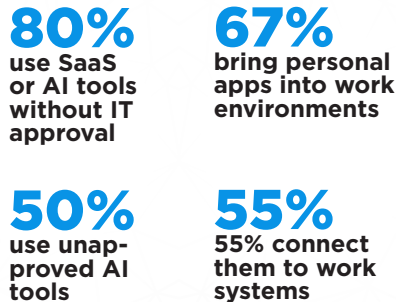 80%
use SaaS
or AI tools
without IT
approval
67%
bring personal
apps into work
environments
50%
use unap-
proved AI
tools
55%
55% connect
them to work
systems